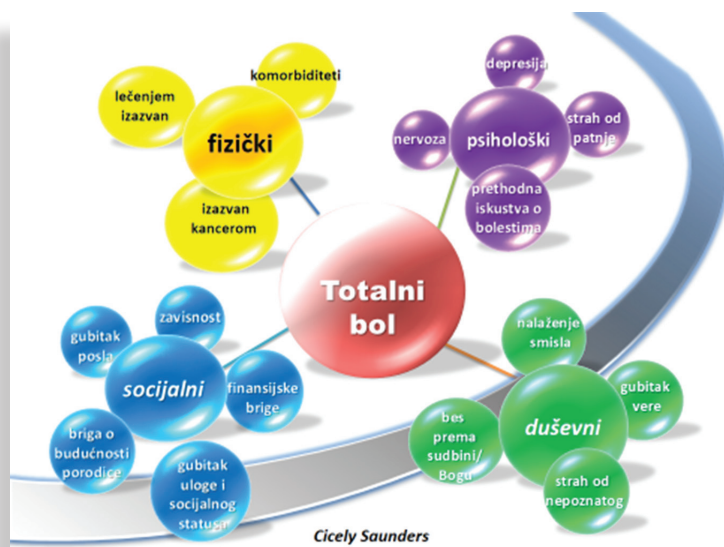 komorbiditeti
lečenjem
izazvan
fizički
izazvan
kancerom
depresija
nervoza
psihološki
strah od
patnje
prethodna
iskustva o
bolestima
Totalni
bol
zavisnost
gubitak
posla
socijalni
finansijske
brige
briga o
budućnosti
porodice
gubitak
uloge i
socijalnog
statusa
nalaženje
smisla
gubitak
vere
duševni
bes
prema
sudbini/
Bogu
strah od
nepoznatog
Cicely Saunders